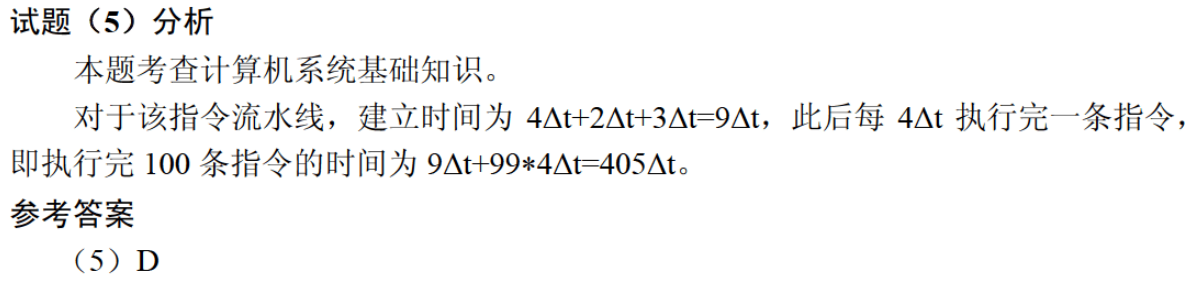 试题（5）分析
本题考查计算机系统基础知识。
对于该指令流水线，建立时间为 4Δt+2Δt+3Δt=9Δt，此后每 4Δt 执行完一条指令，
即执行完 100 条指令的时间为 9Δt+99*4Δt=405Δt。
参考答案
（5）D